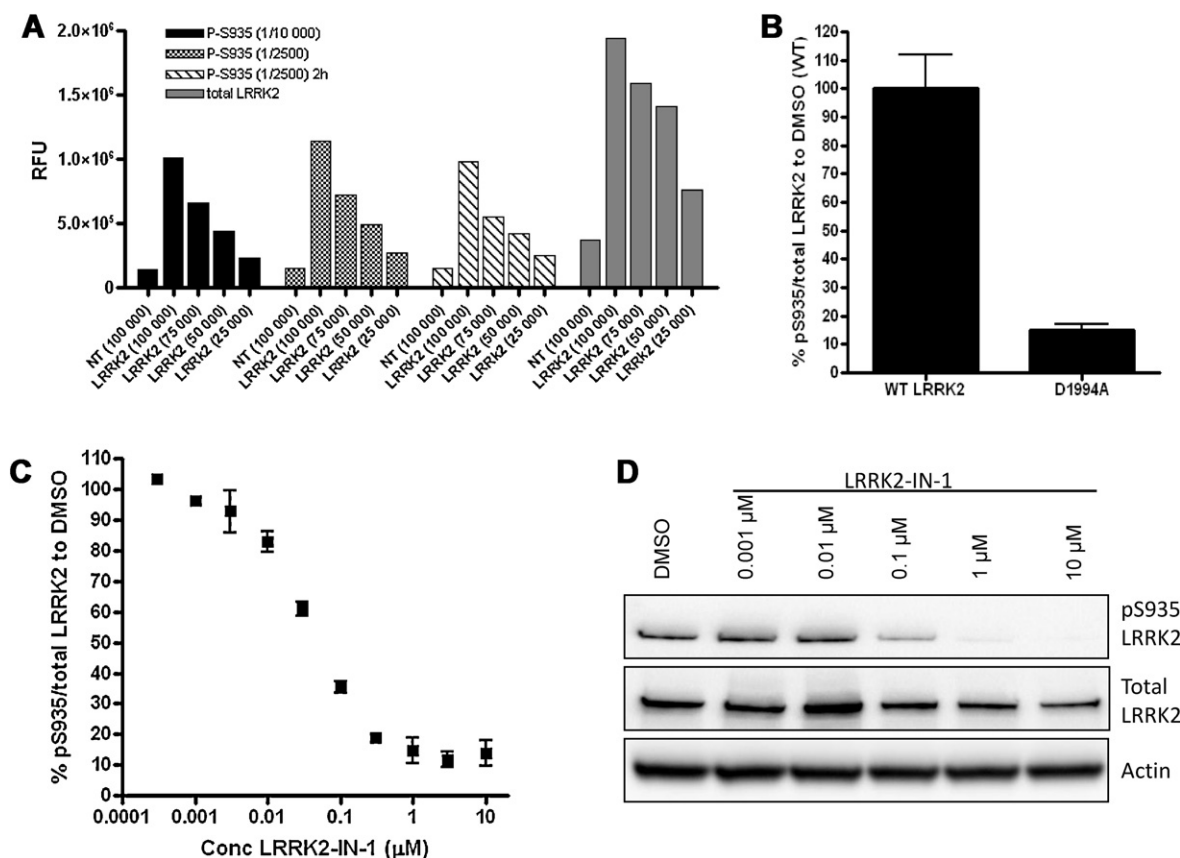 A
P-S935 (1/10 000)
P-S935 (1/2500)
P-S935 (1/2500) 2h
total LRRK2
RFU
2.0×10⁶
1.5×10⁶
1.0×10⁶
5.0×10⁵
0
NT (100 000)
LRRK2 (100 000)
LRRK2 (75 000)
LRRK2 (50 000)
LRRK2 (25 000)
NT (100 000)
LRRK2 (100 000)
LRRK2 (75 000)
LRRK2 (50 000)
LRRK2 (25 000)
NT (100 000)
LRRK2 (100 000)
LRRK2 (75 000)
LRRK2 (50 000)
LRRK2 (25 000)
NT (100 000)
LRRK2 (100 000)
LRRK2 (75 000)
LRRK2 (50 000)
LRRK2 (25 000)
B
% pS935/total LRRK2 to DMSO (WT)
120
110
100
90
80
70
60
50
40
30
20
10
0
WT LRRK2
D1994A
C
% pS935/total LRRK2 to DMSO
110
100
90
80
70
60
50
40
30
20
10
0
0.0001
0.001
0.01
0.1
1
10
Conc LRRK2-IN-1 (µM)
D
LRRK2-IN-1
DMSO
0.001 µM
0.01 µM
0.1 µM
1 µM
10 µM
pS935
LRRK2
Total
LRRK2
Actin